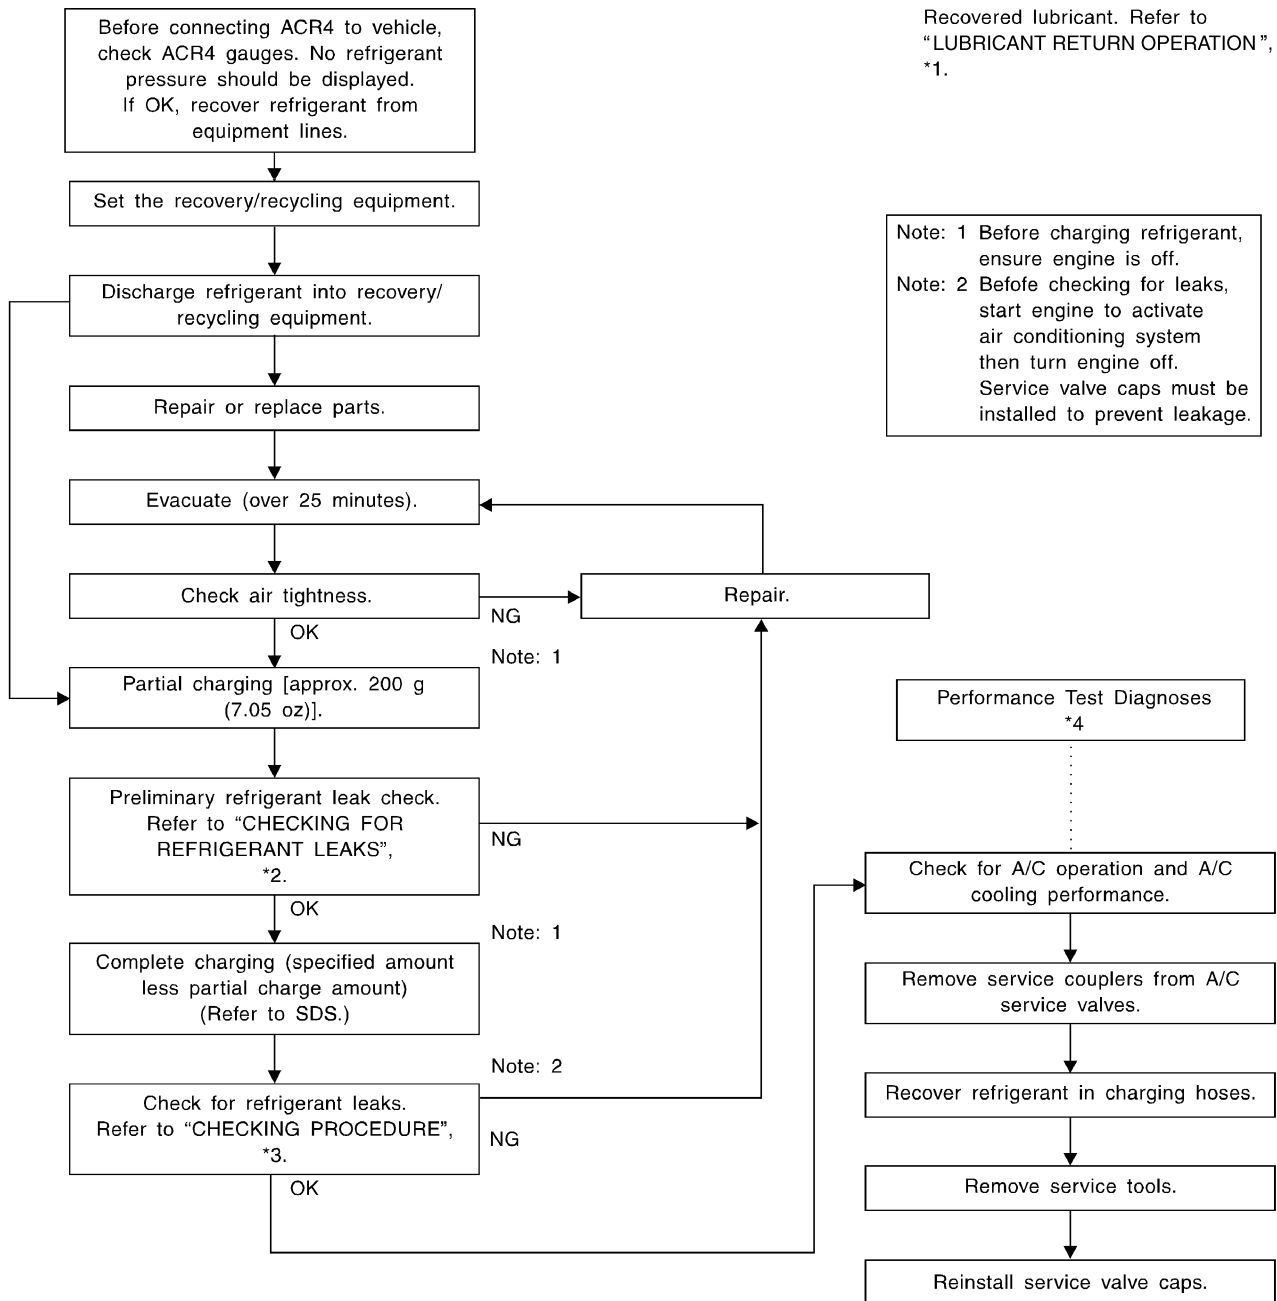 Before connecting ACR4 to vehicle,
check ACR4 gauges. No refrigerant
pressure should be displayed.
If OK, recover refrigerant from
equipment lines.
Recovered lubricant. Refer to
“LUBRICANT RETURN OPERATION”,
*1.
Set the recovery/recycling equipment.
Note: 1 Before charging refrigerant,
ensure engine is off.
Note: 2 Befofe checking for leaks,
start engine to activate
air conditioning system
then turn engine off.
Service valve caps must be
installed to prevent leakage.
Discharge refrigerant into recovery/
recycling equipment.
Repair or replace parts.
Evacuate (over 25 minutes).
Check air tightness.
NG
Repair.
OK
Note: 1
Partial charging [approx. 200 g
(7.05 oz)].
Preliminary refrigerant leak check.
Refer to “CHECKING FOR
REFRIGERANT LEAKS”,
*2.
NG
OK
Note: 1
Complete charging (specified amount
less partial charge amount)
(Refer to SDS.)
Note: 2
Check for refrigerant leaks.
Refer to “CHECKING PROCEDURE”,
*3.
NG
OK
Performance Test Diagnoses
*4
Check for A/C operation and A/C
cooling performance.
Remove service couplers from A/C
service valves.
Recover refrigerant in charging hoses.
Remove service tools.
Reinstall service valve caps.